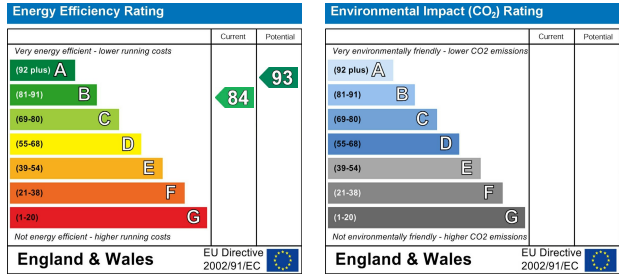 Energy Efficiency Rating
Current Potential
Very energy efficient - lower running costs
(92 plus) A
(81-91) B
(69-80) C
(55-68) D
(39-54) E
(21-38) F
(1-20) G
84
93
Not energy efficient - higher running costs
England & Wales
EU Directive
2002/91/EC
Environmental Impact (CO2) Rating
Current Potential
Very environmentally friendly - lower CO2 emissions
(92 plus) A
(81-91) B
(69-80) C
(55-68) D
(39-54) E
(21-38) F
(1-20) G
Not environmentally friendly - higher CO2 emissions
England & Wales
EU Directive
2002/91/EC